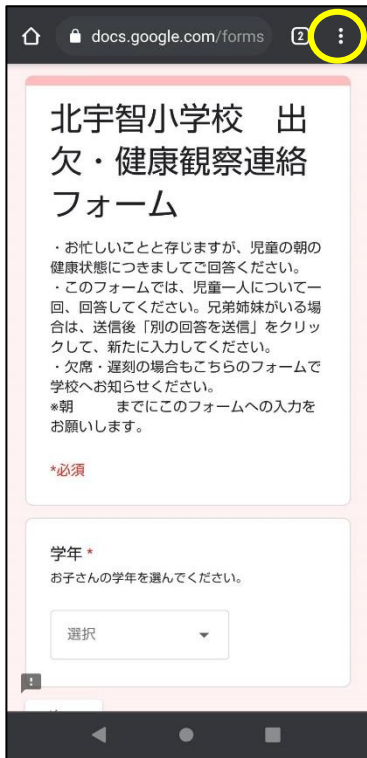 docs.google.com/forms 2
北宇智小学校　出
欠・健康観察連絡
フォーム
・お忙しいことと存じますが、児童の朝の
健康状態につきましてご回答ください。
・このフォームでは、児童一人について一
回、回答してください。兄弟姉妹がいる場
合は、送信後「別の回答を送信」をクリッ
クして、新たに入力してください。
・欠席・遅刻の場合もこちらのフォームで
学校へお知らせください。
*朝　　　までにこのフォームへの入力を
お願いします。
*必須
学年 *
お子さんの学年を選んでください。
選択